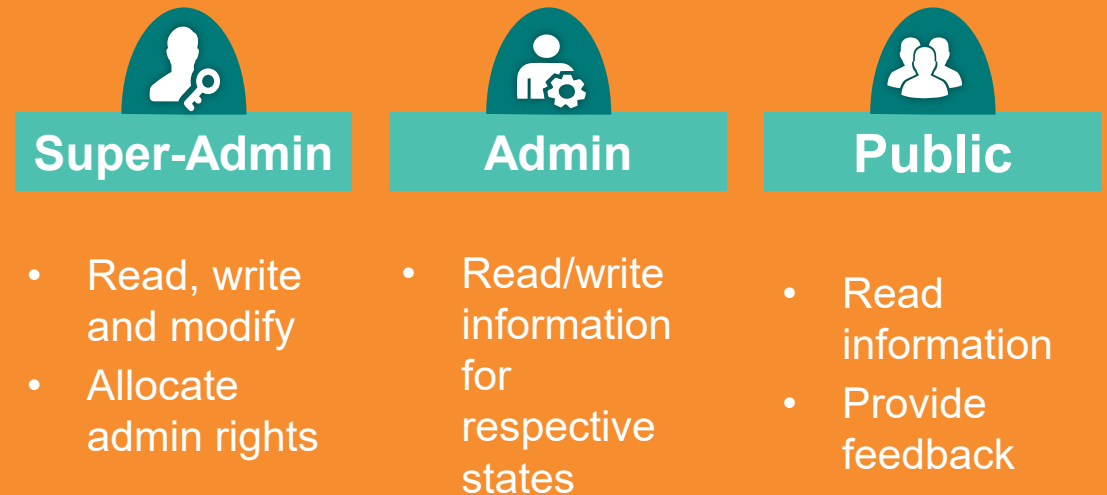 Super-Admin
• Read, write
and modify
• Allocate
admin rights
Admin
• Read/write
information
for
respective
states
Public
• Read
information
• Provide
feedback